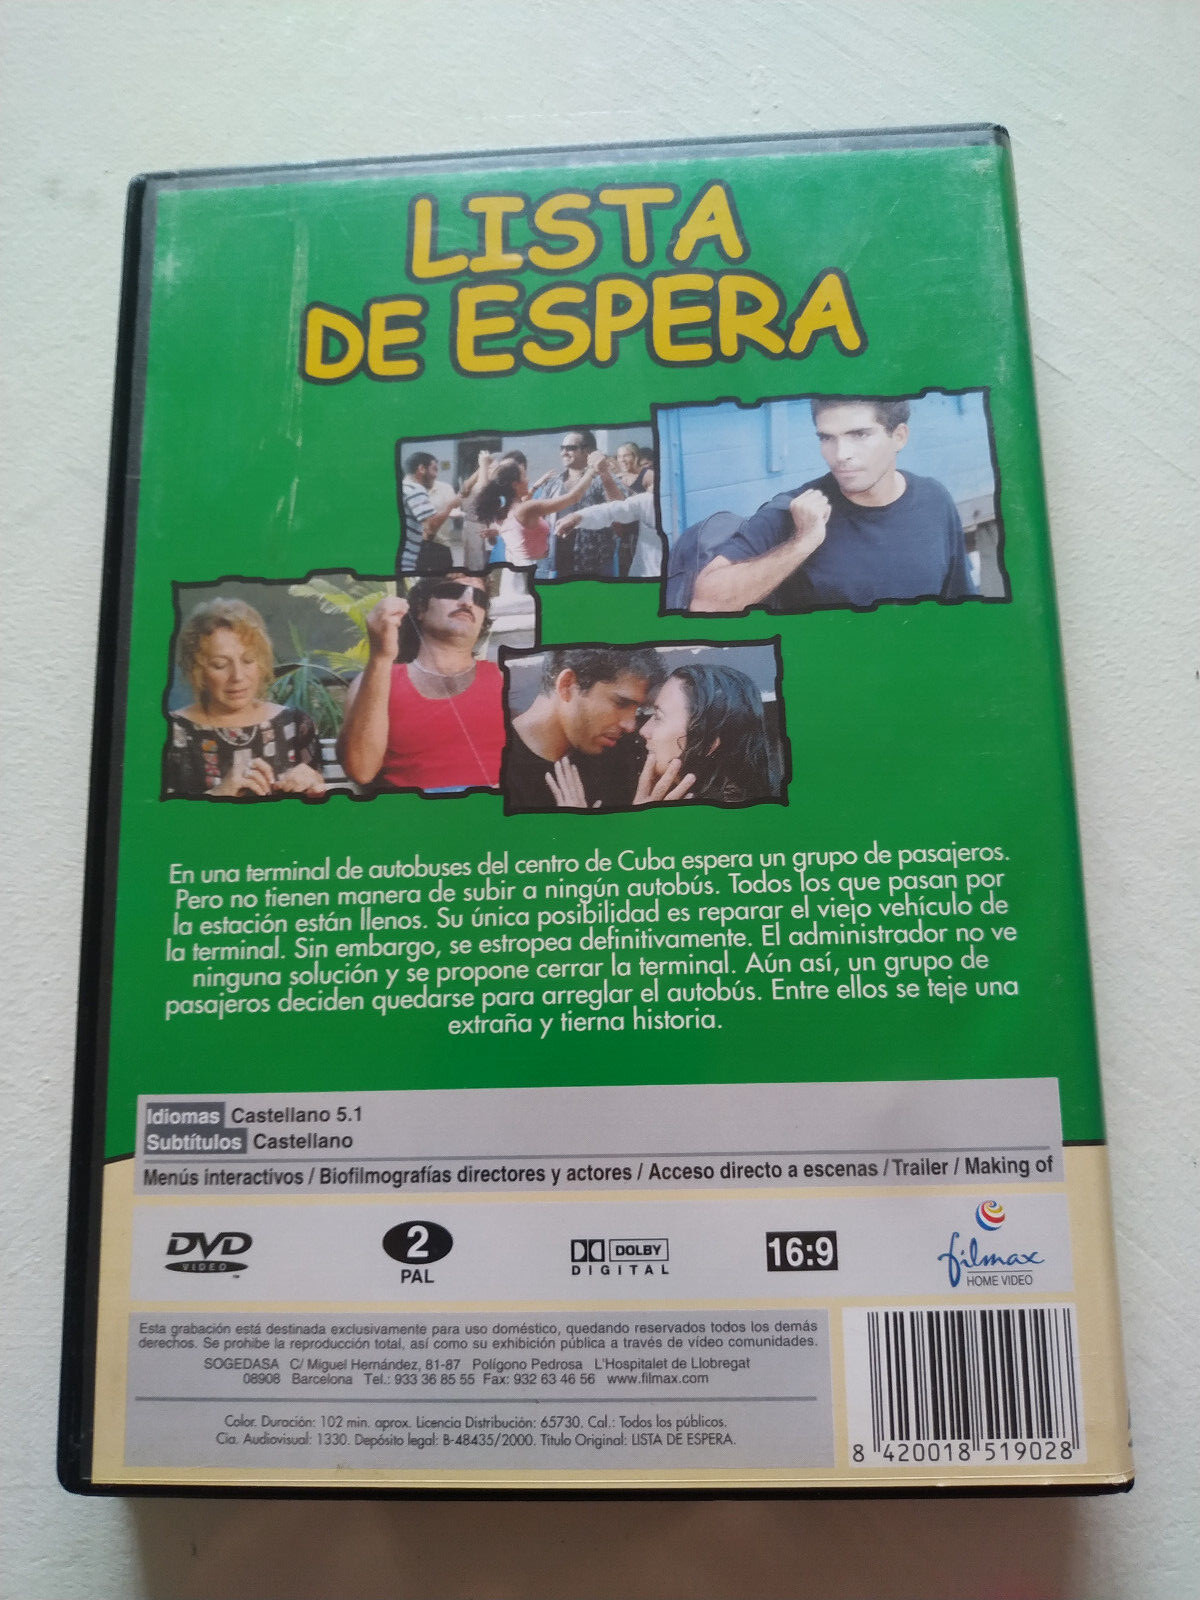 LISTA
DE ESPERA
En una terminal de autobuses del centro de Cuba espera un grupo de pasajeros.
Pero no tienen manera de subir a ningún autobús. Todos los que pasan por
la estación están llenos. Su única posibilidad es reparar el viejo vehículo de
la terminal. Sin embargo, se estropea definitivamente. El administrador no ve
ninguna solución y se propone cerrar la terminal. Aún así, un grupo de
pasajeros deciden quedarse para arreglar el autobús. Entre ellos se teje una
extraña y tierna historia.
Idiomas Castellano 5.1
Subtítulos Castellano
Menús interactivos / Biofilmografías directores y actores / Acceso directo a escenas / Trailer / Making of
DVD
VIDEO
2
PAL
DOLBY
DIGITAL
16:9
filmax
HOME VIDEO
Esta grabación está destinada exclusivamente para uso doméstico, quedando reservados todos los demás
derechos. Se prohibe la reproducción total, así como su exhibición pública a través de vídeo comunidades.
SOGEDASA C/ Miguel Hernández, 81-87 Polígono Pedrosa L'Hospitalet de Llobregat
08908 Barcelona Tel.: 933 36 85 55 Fax: 932 63 46 56 www.filmax.com
Color. Duración: 102 min. aprox. Licencia Distribución: 65730. Cal.: Todos los públicos.
Cia. Audiovisual: 1330. Depósito legal: B-48435/2000. Titulo Original: LISTA DE ESPERA.
8 420018 519028